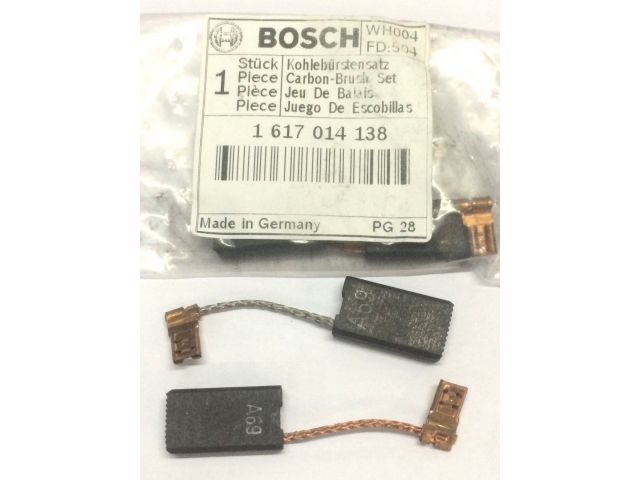 BOSCH
WH004
FD:504
1
Stück Kohlebürstensatz
Piece Carbon-Brush Set
Pièce Jeu De Balais
Piece Juego De Escobillas
1 617 014 138
Made in Germany PG 28
A69
A69